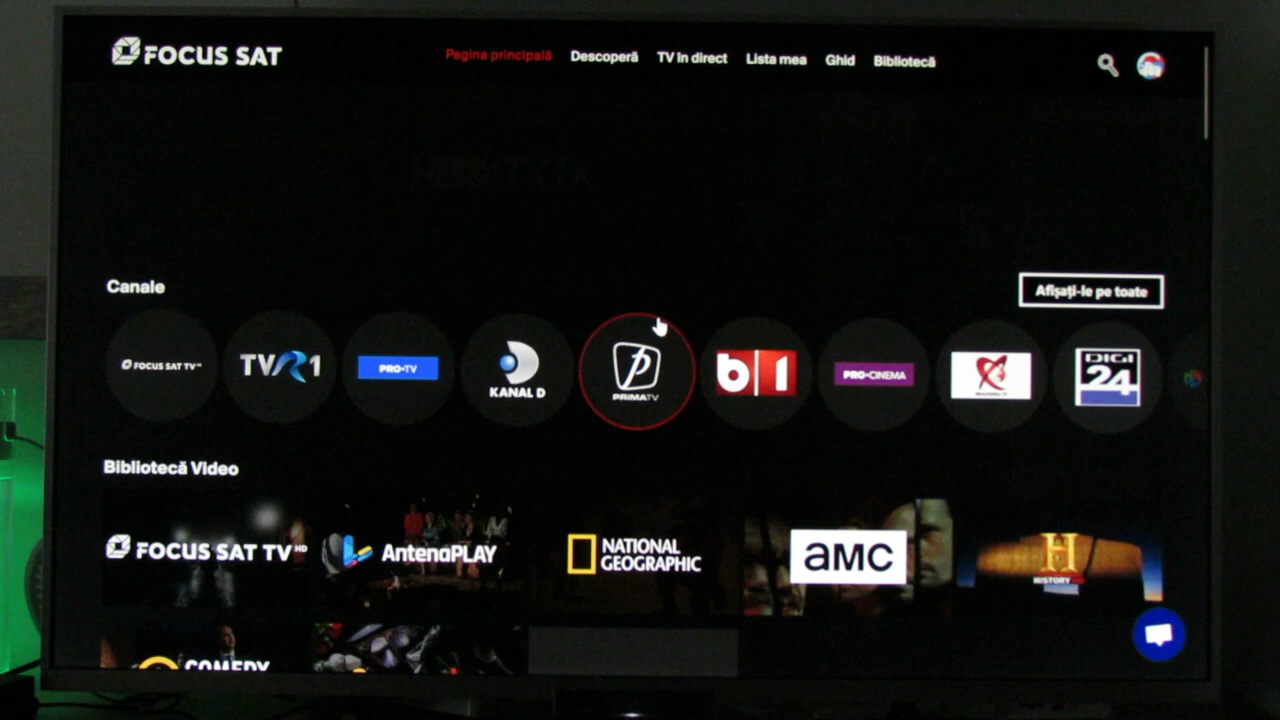 FOCUS SAT
Pagina principală Descoperă TV în direct Lista mea Ghid Bibliotecă
Canale
Afișați-le pe toate
FOCUS SAT TV HD
TVR1
PRO•TV
KANAL D
PRIMATV
b1
PRO•CINEMA
DIGI
24
Bibliotecă Video
FOCUS SAT TV HD
AntenaPLAY
NATIONAL
GEOGRAPHIC
aMC
H
HISTORY
COMEDY